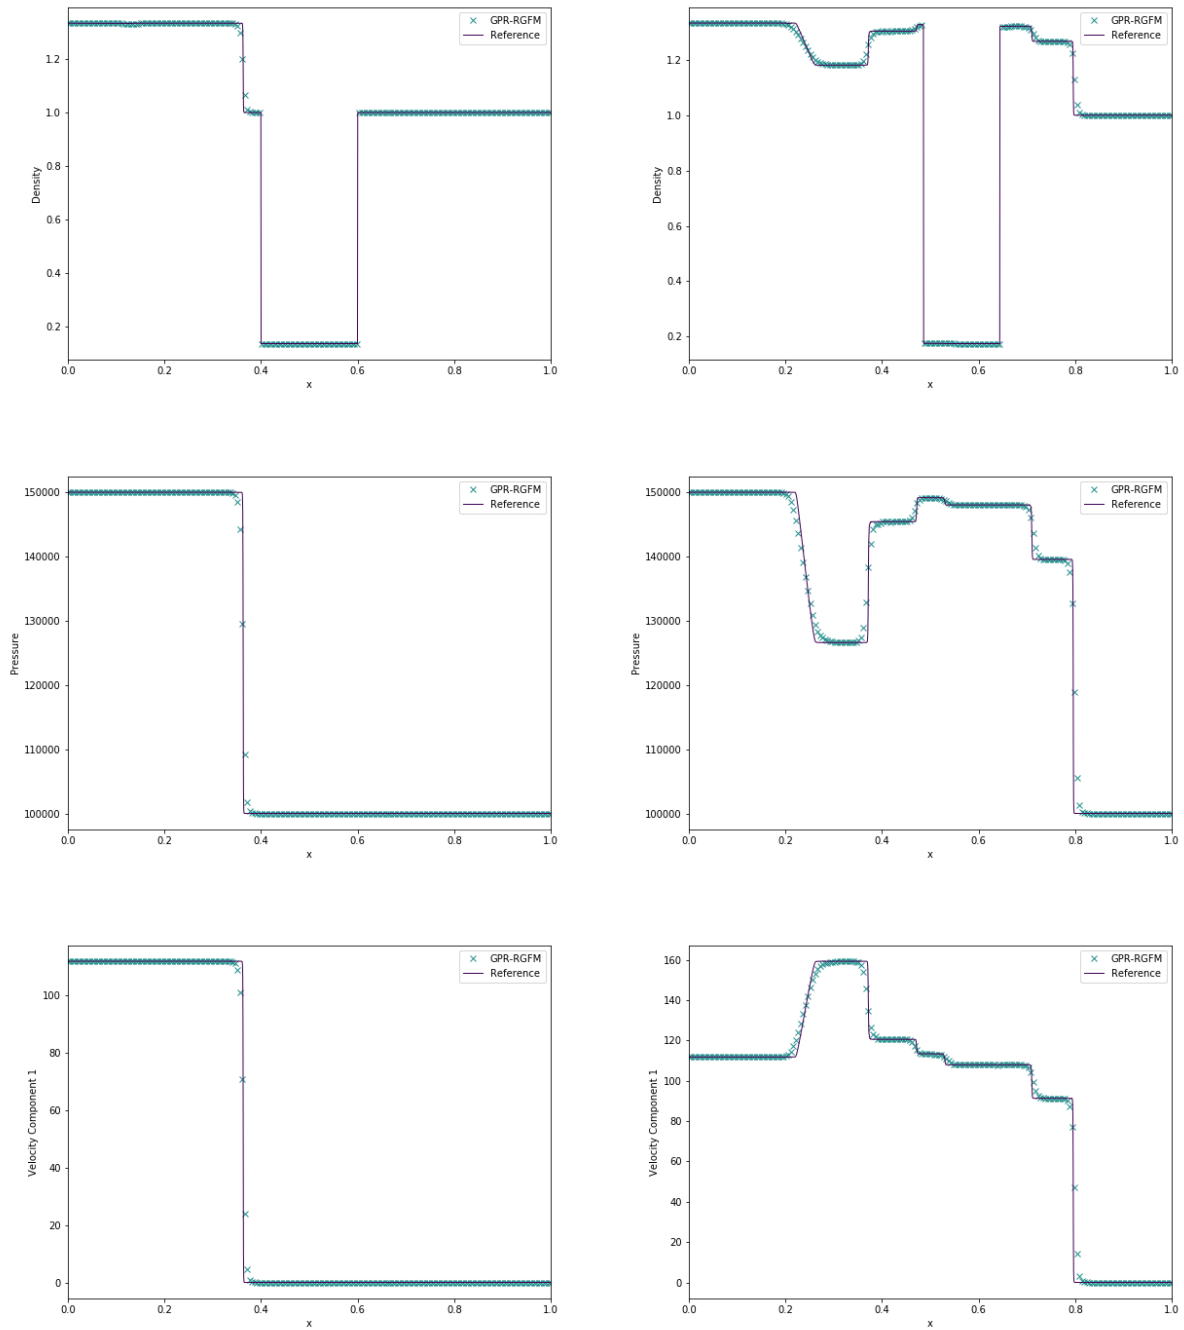 GPR-RGFM
Reference
1.2
1.0
0.8
0.6
0.4
0.2
Density
0.0 0.2 0.4 0.6 0.8 1.0
x
GPR-RGFM
Reference
1.2
1.0
0.8
0.6
0.4
0.2
Density
0.0 0.2 0.4 0.6 0.8 1.0
x
GPR-RGFM
Reference
150000
140000
130000
120000
110000
100000
Pressure
0.0 0.2 0.4 0.6 0.8 1.0
x
GPR-RGFM
Reference
150000
140000
130000
120000
110000
100000
Pressure
0.0 0.2 0.4 0.6 0.8 1.0
x
GPR-RGFM
Reference
100
80
60
40
20
0
Velocity Component 1
0.0 0.2 0.4 0.6 0.8 1.0
x
GPR-RGFM
Reference
160
140
120
100
80
60
40
20
0
Velocity Component 1
0.0 0.2 0.4 0.6 0.8 1.0
x